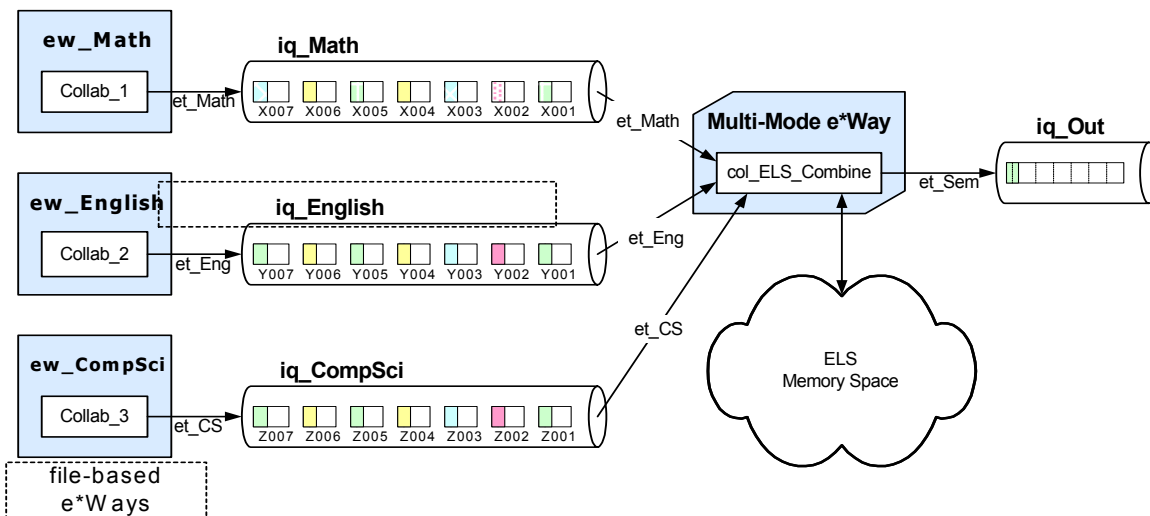 ew_Math
Collab_1
et_Math
iq_Math
X007 X006 X005 X004 X003 X002 X001
et_Math
Multi-Mode e*Way
col_ELS_Combine
et_Sem
iq_Out
ew_English
Collab_2
et_Eng
iq_English
Y007 Y006 Y005 Y004 Y003 Y002 Y001
et_Eng
ew_CompSci
Collab_3
et_CS
iq_CompSci
Z007 Z006 Z005 Z004 Z003 Z002 Z001
et_CS
ELS
Memory Space
file-based
e*Ways